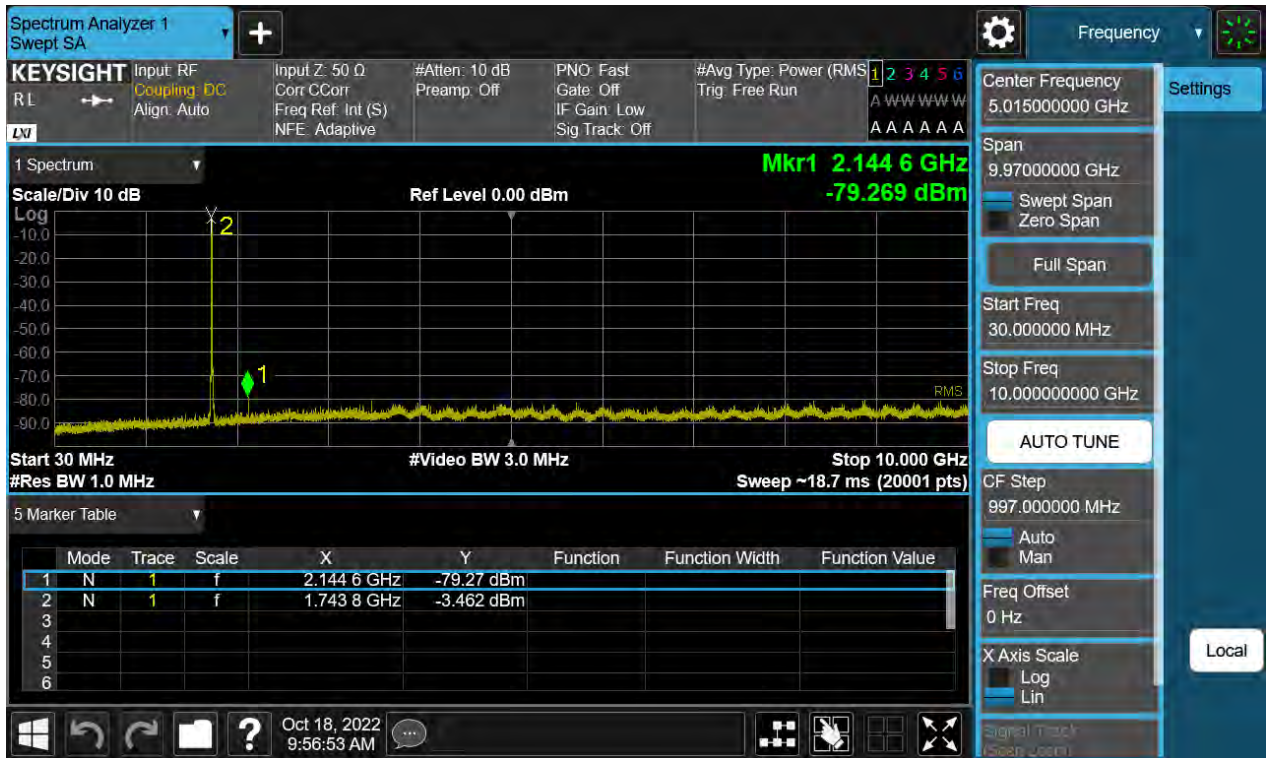 Spectrum Analyzer 1
Swept SA
+
Frequency
KEYSIGHT
RL
LXI
Input: RF
Coupling: DC
Align: Auto
Input Z: 50 Ω
Corr CCorr
Freq Ref: Int (S)
NFE: Adaptive
#Atten: 10 dB
Preamp: Off
PNO: Fast
Gate: Off
IF Gain: Low
Sig Track: Off
#Avg Type: Power (RMS
Trig: Free Run
1 2 3 4 5 6
A W W W W W
A A A A A A
1 Spectrum
Mkr1 2.144 6 GHz
Scale/Div 10 dB
Ref Level 0.00 dBm
-79.269 dBm
Log
2
-10.0
-20.0
-30.0
-40.0
-50.0
-60.0
-70.0
1
-80.0
RMS
-90.0
Start 30 MHz
#Video BW 3.0 MHz
Stop 10.000 GHz
#Res BW 1.0 MHz
Sweep ~18.7 ms (20001 pts)
5 Marker Table
Mode Trace Scale X Y Function Function Width Function Value
1 N 1 f 2.144 6 GHz -79.27 dBm
2 N 1 f 1.743 8 GHz -3.462 dBm
3
4
5
6
?
Oct 18, 2022
9:56:53 AM
Center Frequency
5.015000000 GHz
Span
9.97000000 GHz
Swept Span
Zero Span
Full Span
Start Freq
30.000000 MHz
Stop Freq
10.000000000 GHz
AUTO TUNE
CF Step
997.000000 MHz
Auto
Man
Freq Offset
0 Hz
X Axis Scale
Log
Lin
Signal Track
(Span Zoom)
Settings
Local